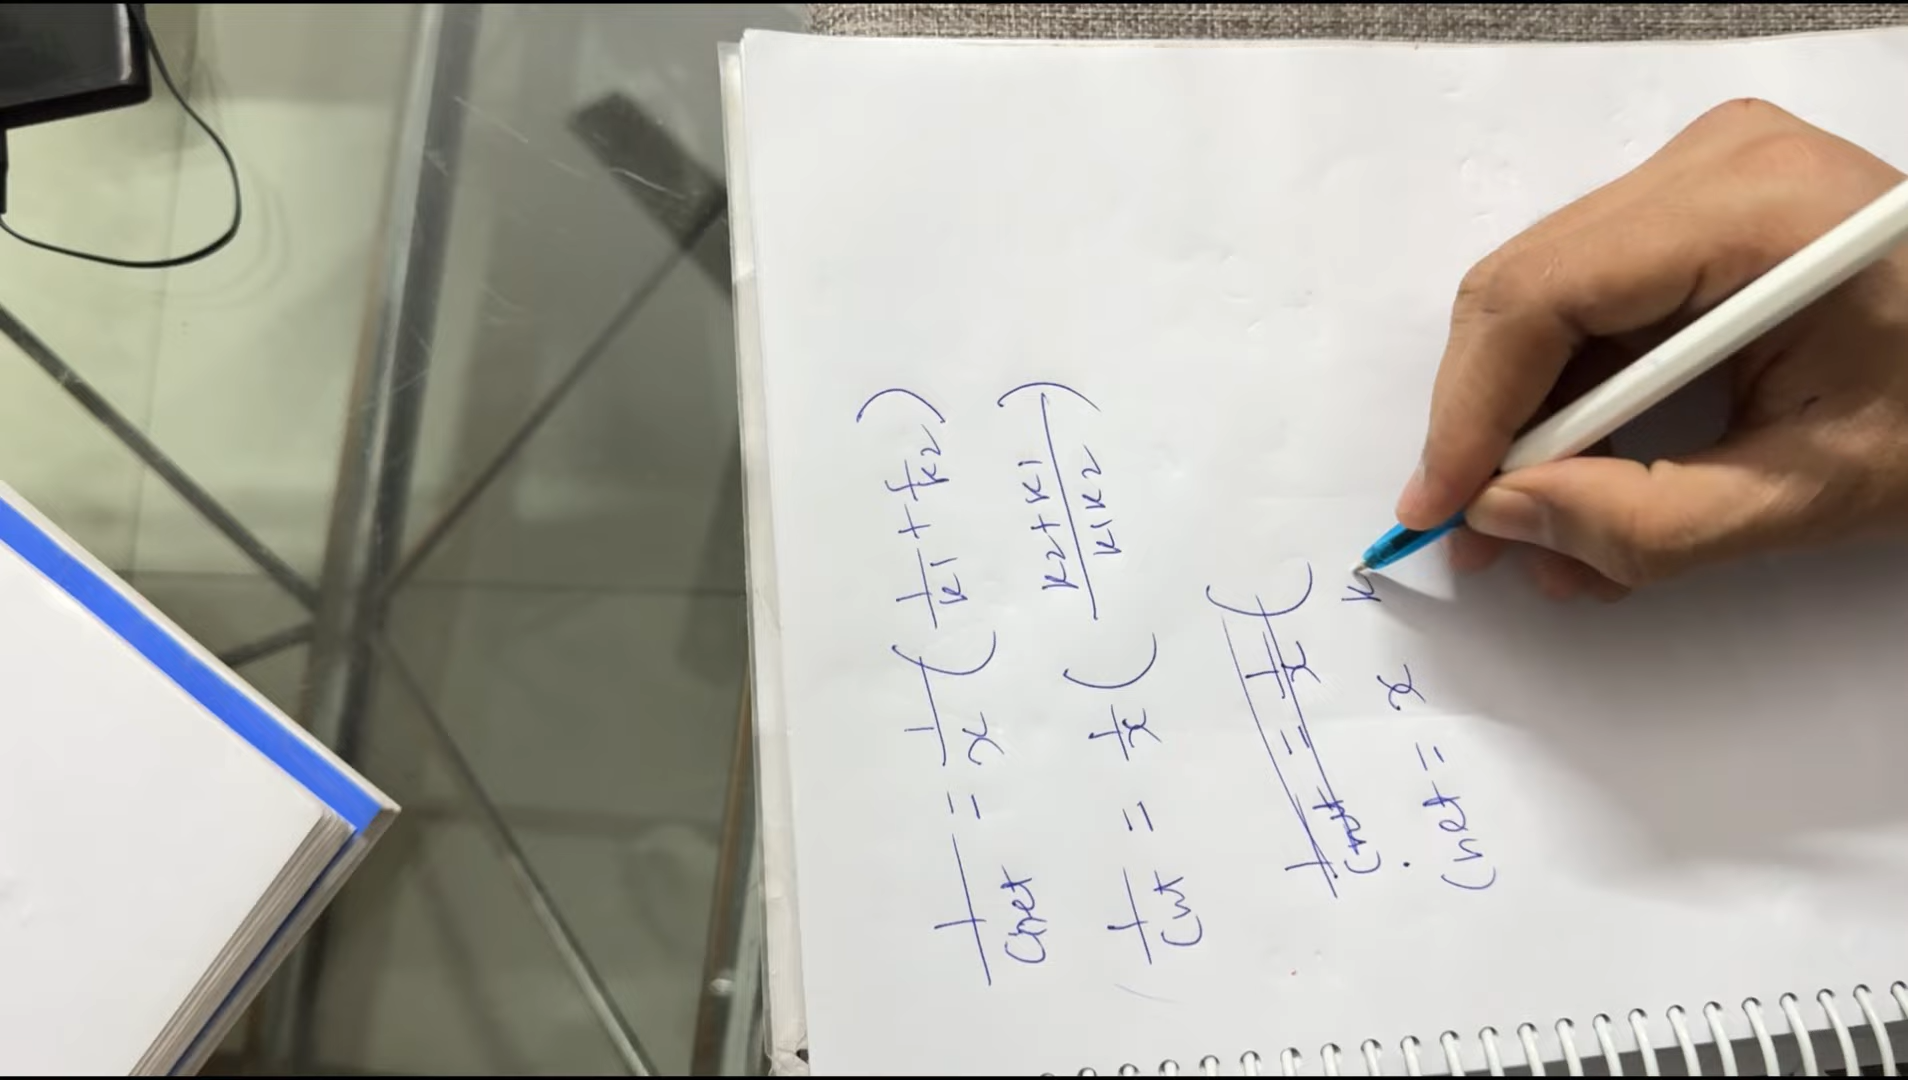 1/Cnet = 1/x (1/K1 + 1/K2)
1/Cnet = 1/x (K2+K1/K1K2)
1/Cnet = 1/x (
Cnet = x K